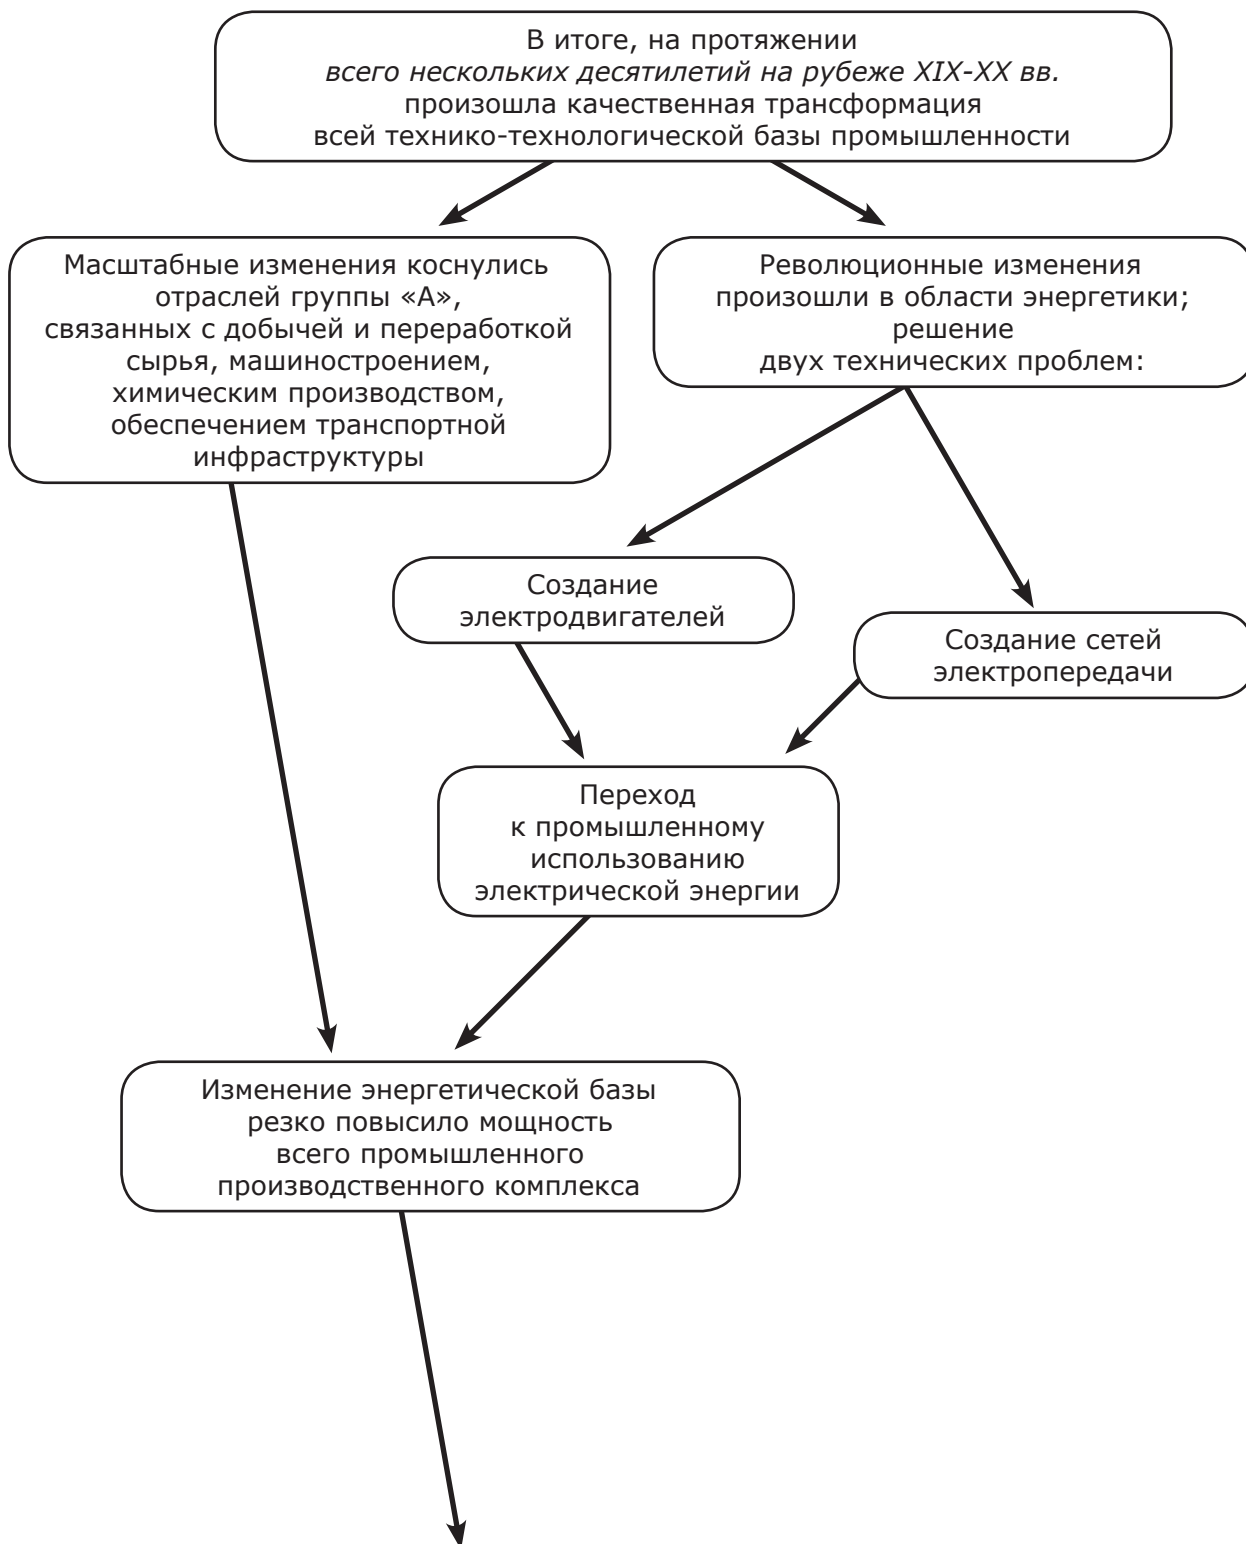 В итоге, на протяжении
всего нескольких десятилетий на рубеже XIX-XX вв.
произошла качественная трансформация
всей технико-технологической базы промышленности
Масштабные изменения коснулись
отраслей группы «А»,
связанных с добычей и переработкой
сырья, машиностроением,
химическим производством,
обеспечением транспортной
инфраструктуры
Революционные изменения
произошли в области энергетики;
решение
двух технических проблем:
Создание
электродвигателей
Создание сетей
электропередачи
Переход
к промышленному
использованию
электрической энергии
Изменение энергетической базы
резко повысило мощность
всего промышленного
производственного комплекса